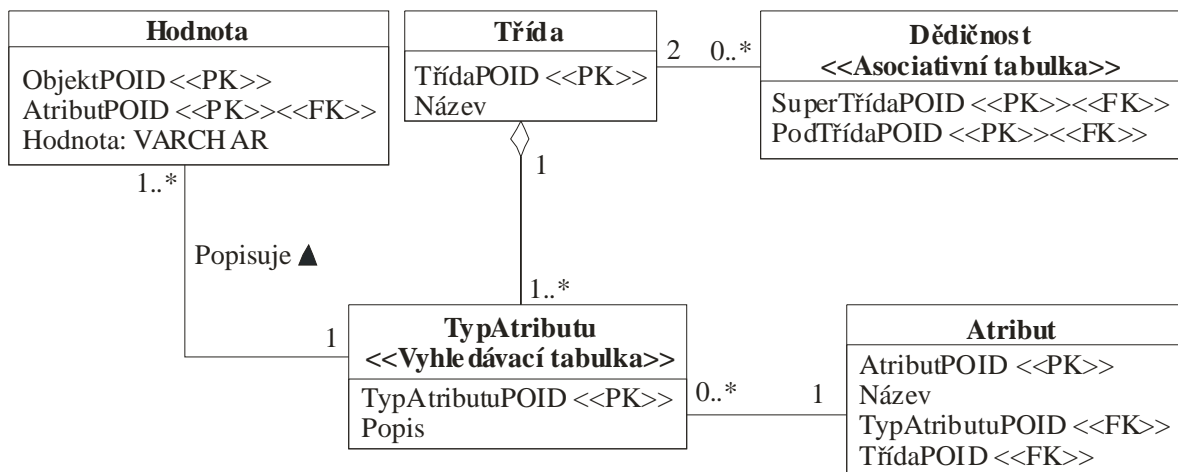 Hodnota
ObjektPOID <<PK>>
AtributPOID <<PK>><<FK>>
Hodnota: VARCHAR
Třída
TřídaPOID <<PK>>
Název
2
0..*
Dědičnost
<<Asociativní tabulka>>
SuperTřídaPOID <<PK>><<FK>>
PodTřídaPOID <<PK>><<FK>>
1..*
1
Popisuje
1..*
1
TypAtributu
<<Vyhledávací tabulka>>
TypAtributuPOID <<PK>>
Popis
0..*
1
Atribut
AtributPOID <<PK>>
Název
TypAtributuPOID <<FK>>
TřídaPOID <<FK>>